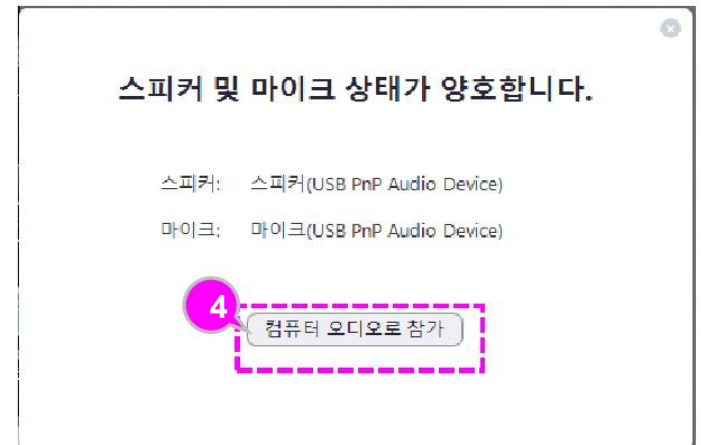 스피커 및 마이크 상태가 양호합니다.
스피커: 스피커(USB PnP Audio Device)
마이크: 마이크(USB PnP Audio Device)
4
컴퓨터 오디오로 참가